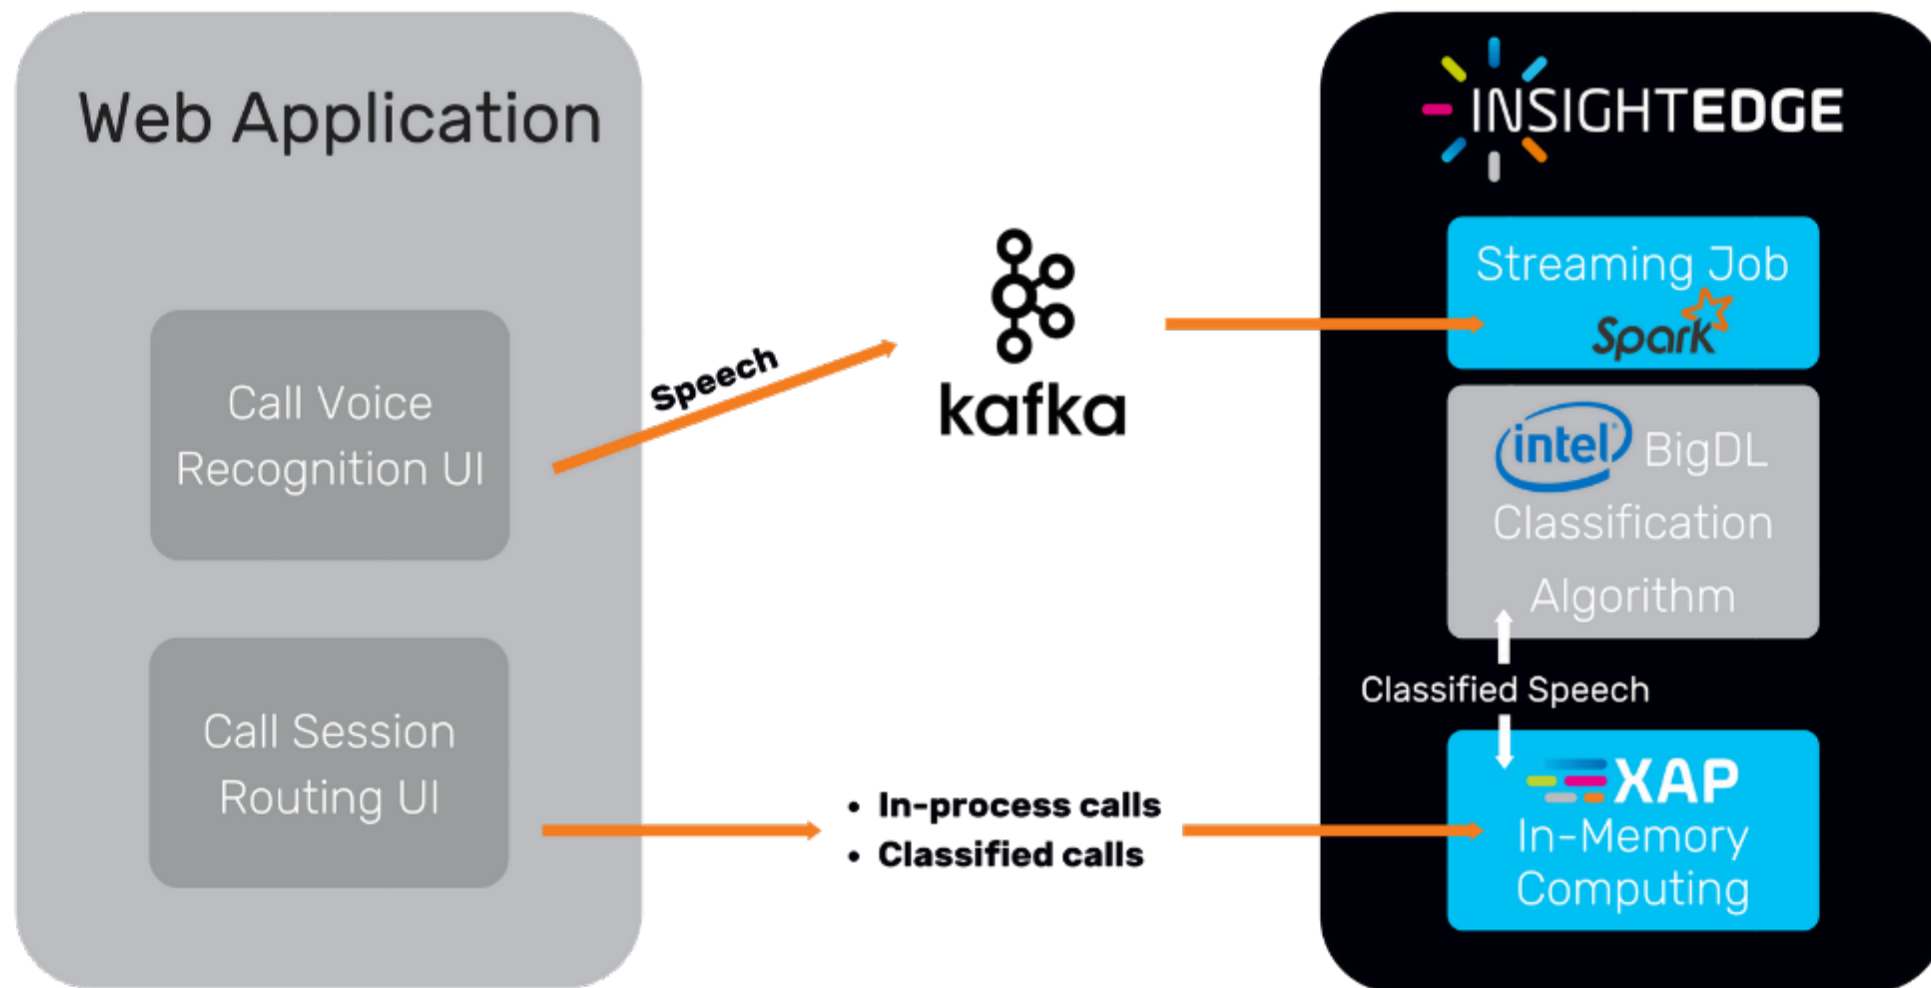 Web Application
Call Voice
Recognition UI
Call Session
Routing UI
Speech
kafka
• In-process calls
• Classified calls
INSIGHTEDGE
Streaming Job
Spark
intel BigDL
Classification
Algorithm
Classified Speech
XAP
In-Memory
Computing